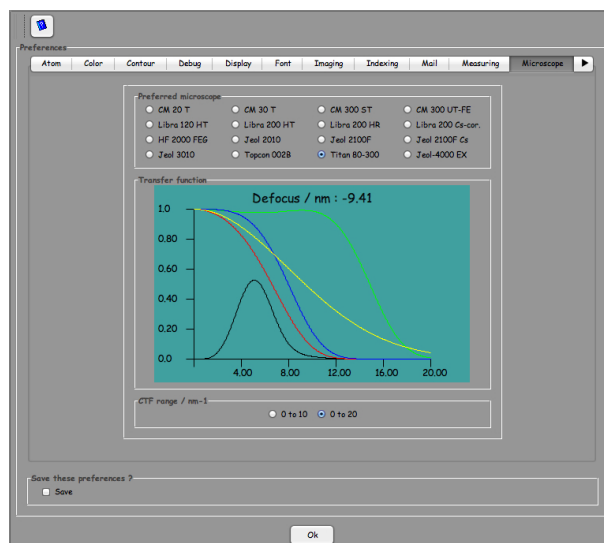 Preferences
Atom Color Contour Debug Display Font Imaging Indexing Mail Measuring Microscope
Preferred microscope
CM 20 T CM 30 T CM 300 ST CM 300 UT-FE
Libra 120 HT Libra 200 HT Libra 200 HR Libra 200 Cs-cor.
HF 2000 FEG Jeol 2010 Jeol 2100F Jeol 2100F Cs
Jeol 3010 Topcon 002B Titan 80-300 Jeol-4000 EX
Transfer function
Defocus / nm : -9.41
1.0
0.80
0.60
0.40
0.20
0.0
4.00 8.00 12.00 16.00 20.00
CTF range / nm-1
0 to 10 0 to 20
Save these preferences ?
Save
Ok